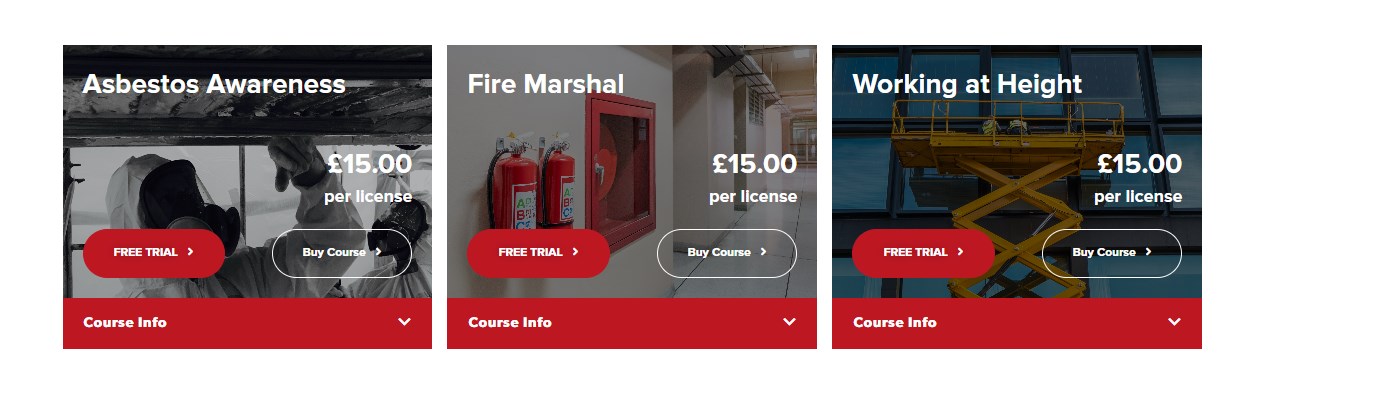 Asbestos Awareness
£15.00
per license
FREE TRIAL
Buy Course
Course Info
Fire Marshal
£15.00
per license
FREE TRIAL
Buy Course
Course Info
Working at Height
£15.00
per license
FREE TRIAL
Buy Course
Course Info